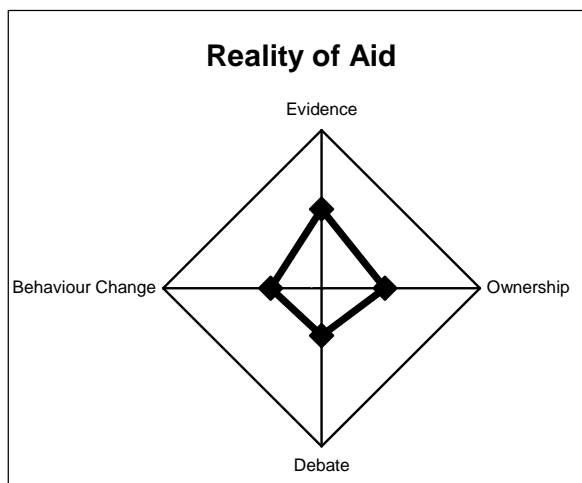 Reality of Aid
Evidence
Behaviour Change
Ownership
Debate